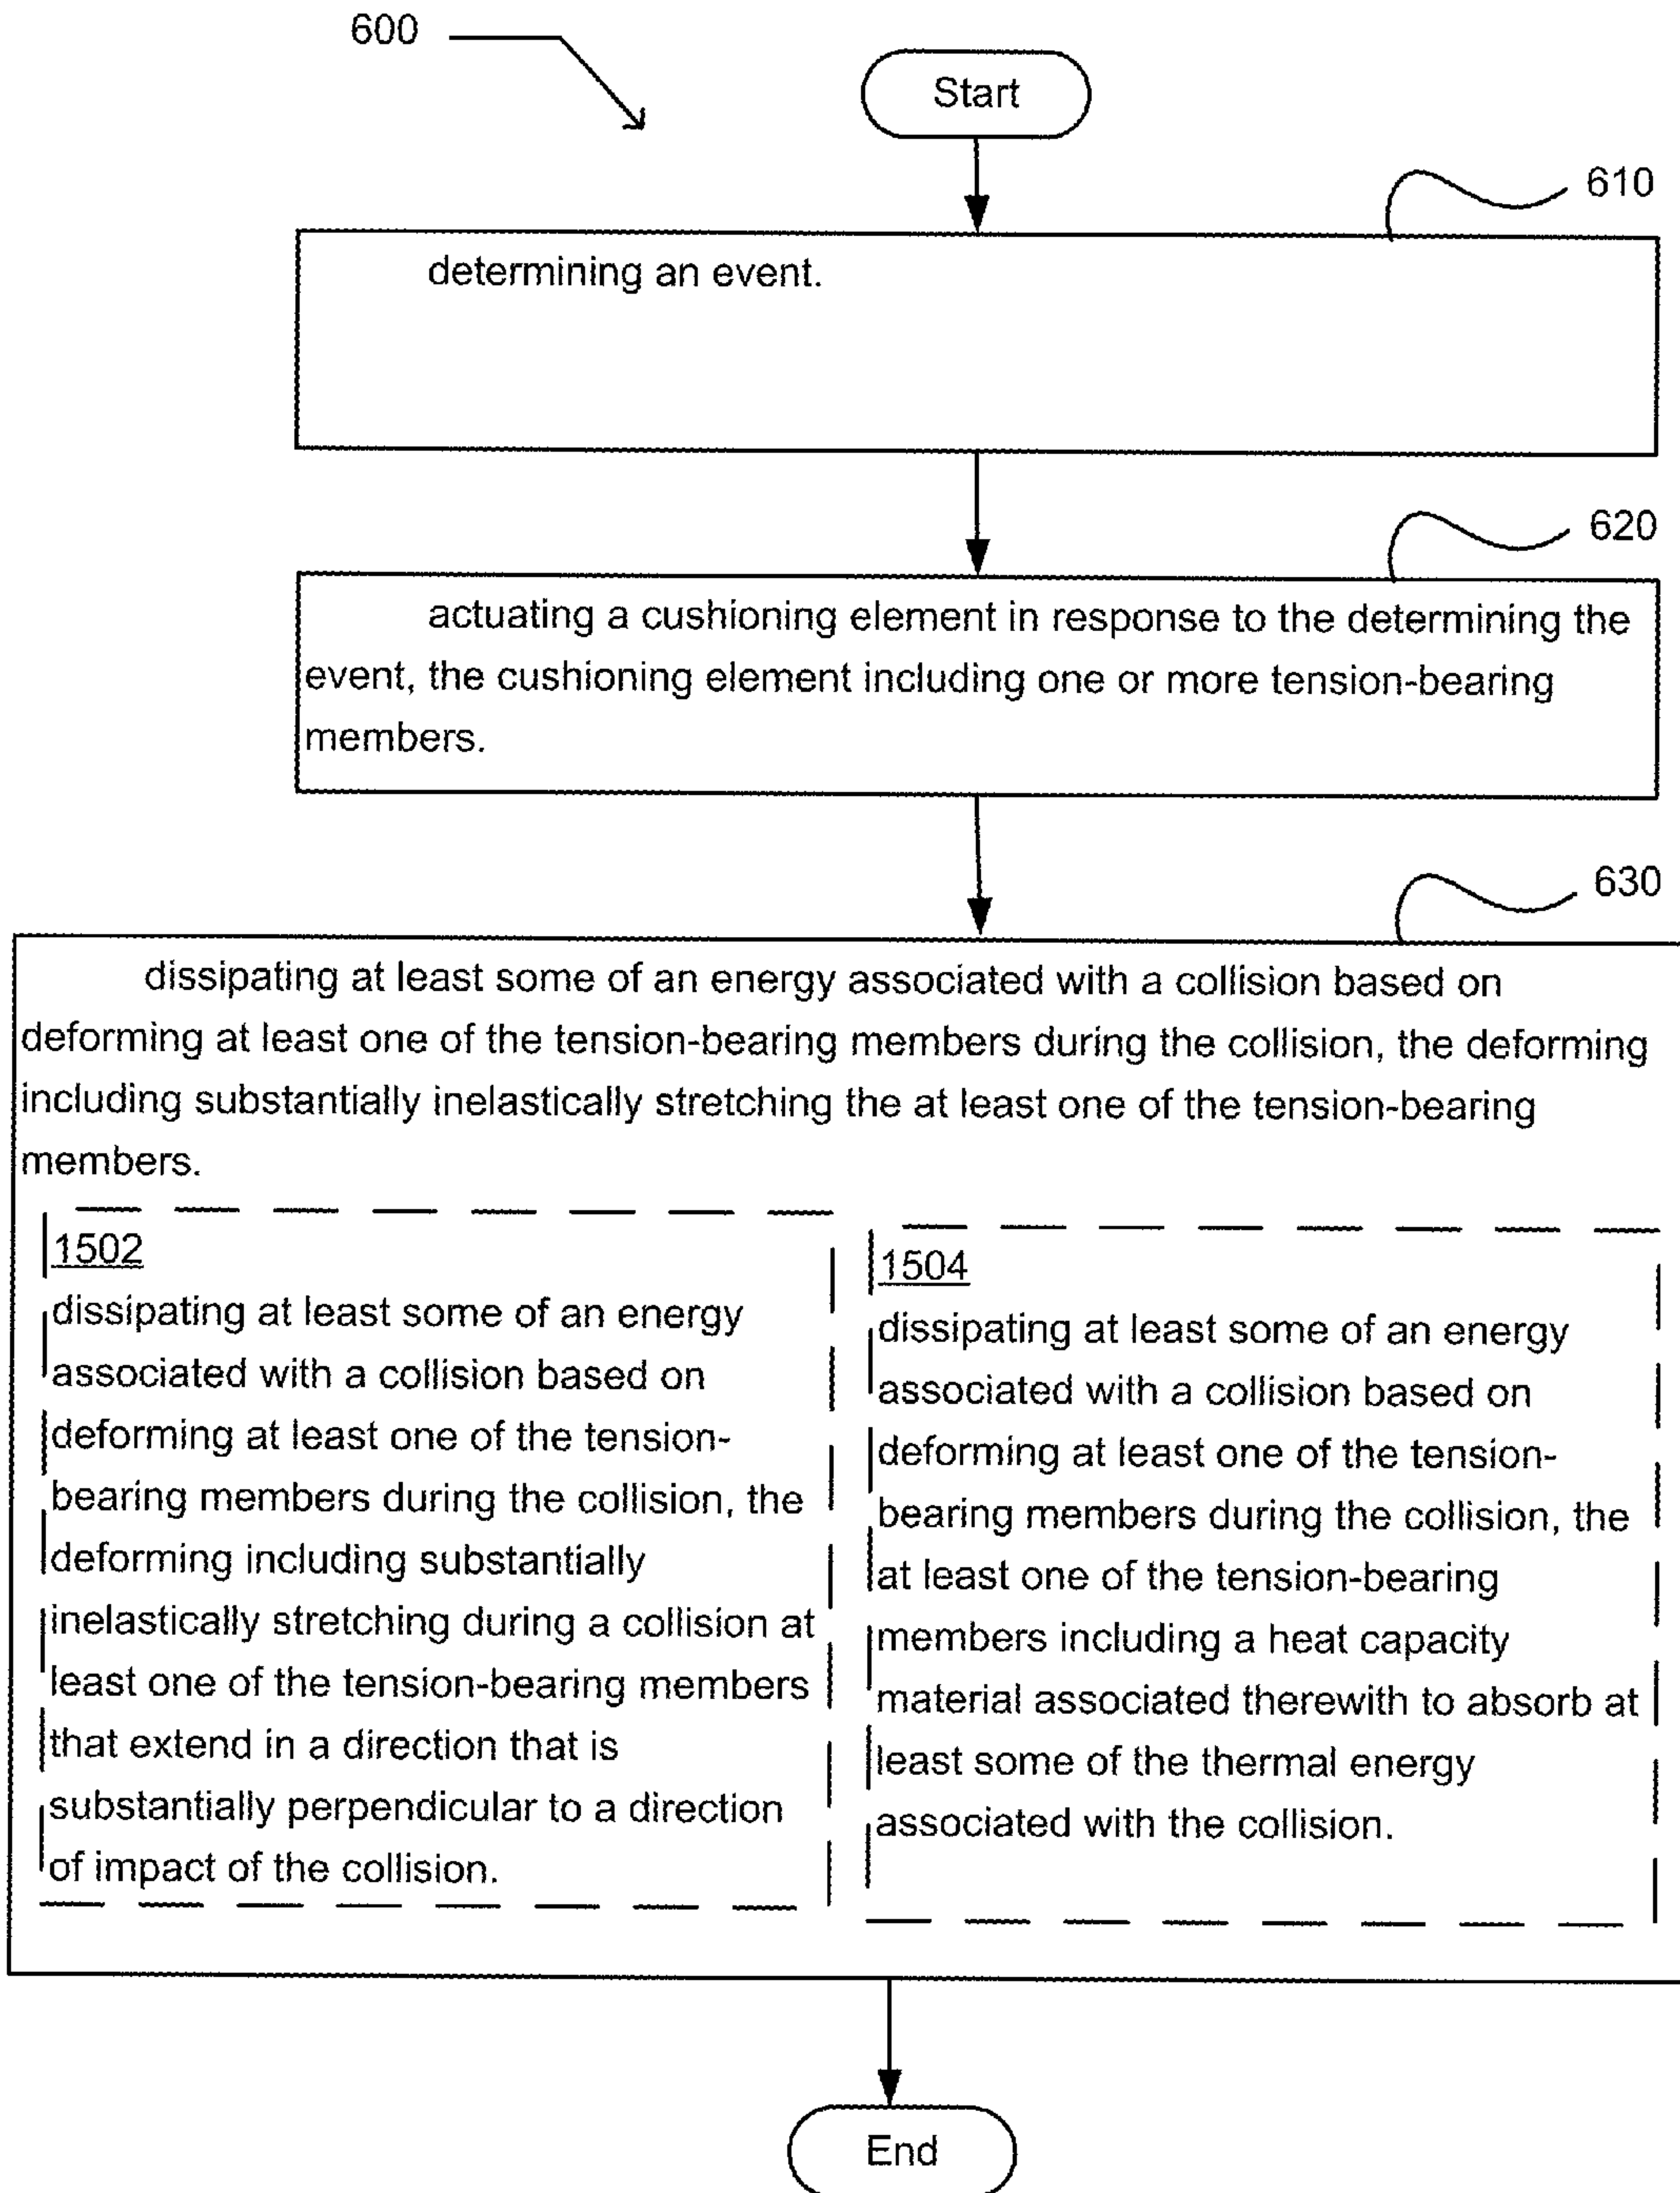 600
Start
610
determining an event.
620
actuating a cushioning element in response to the determining the
event, the cushioning element including one or more tension-bearing
members.
630
dissipating at least some of an energy associated with a collision based on
deforming at least one of the tension-bearing members during the collision, the deforming
including substantially inelastically stretching the at least one of the tension-bearing
members.
1502
dissipating at least some of an energy
associated with a collision based on
deforming at least one of the tension-
bearing members during the collision, the
deforming including substantially
inelastically stretching during a collision at
least one of the tension-bearing members
that extend in a direction that is
substantially perpendicular to a direction
of impact of the collision.
1504
dissipating at least some of an energy
associated with a collision based on
deforming at least one of the tension-
bearing members during the collision, the
at least one of the tension-bearing
members including a heat capacity
material associated therewith to absorb at
least some of the thermal energy
associated with the collision.
End